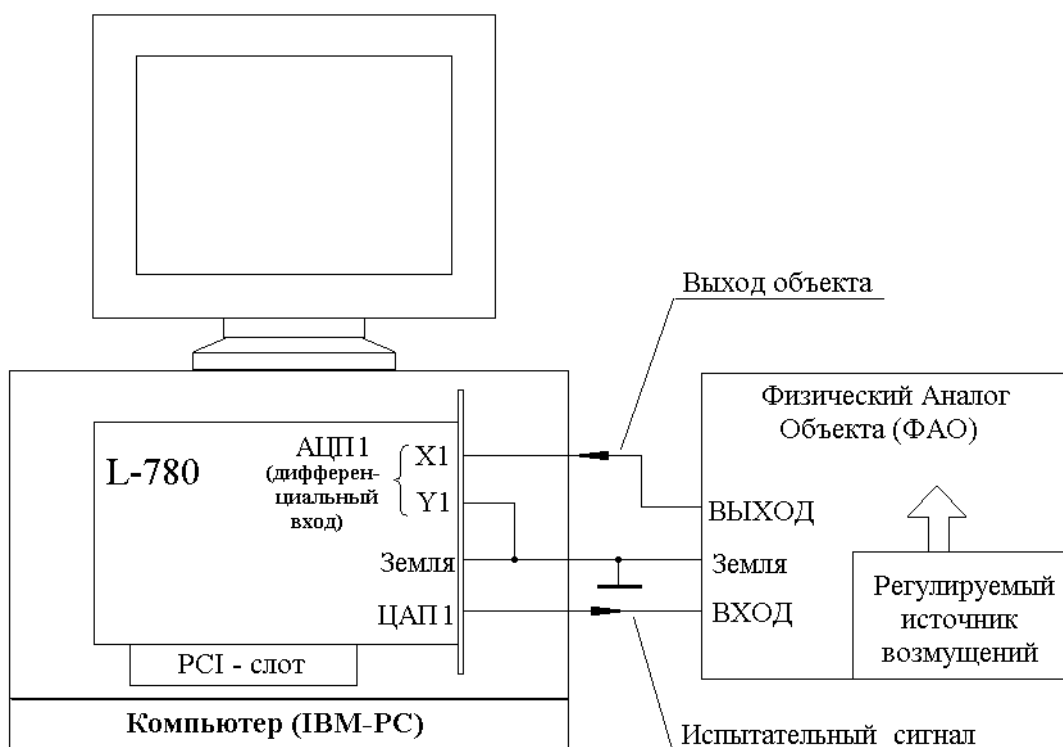 Выход объекта
Физический Аналог
Объекта (ФАО)
L-780
АЦП1
(дифферен-
циальный
вход)
X1
Y1
Земля
ЦАП1
PCI - слот
Компьютер (IBM-PC)
ВЫХОД
Земля
ВХОД
Регулируемый
источник
возмущений
Испытательный сигнал